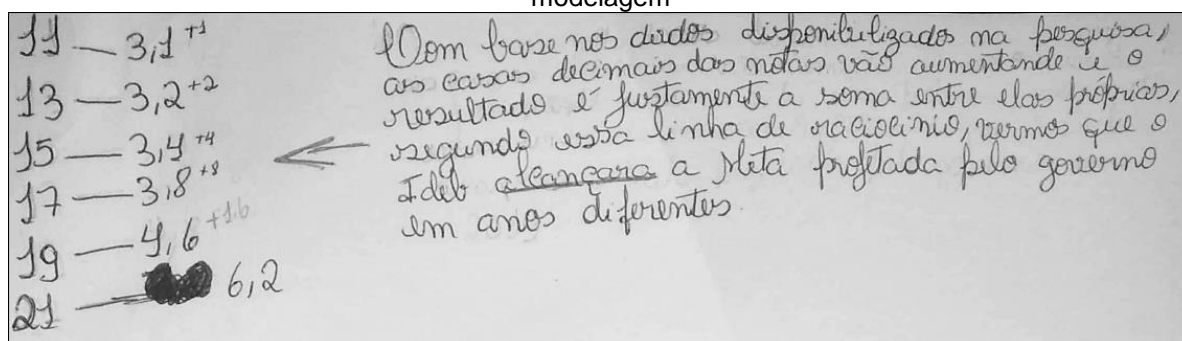 modelagem
11 — 3,1 +1
13 — 3,2 +2
15 — 3,4 +4
17 — 3,8 +8
19 — 4,6 +1.6
21 — 6,2
Com base nos dados disponibilizados na pesquisa,
as casas decimais das notas vão aumentando e o
resultado é justamente a soma entre elas próprias,
segundo essa linha de raciocínio, vermos que o
Ideb alcançara a Meta projetada pelo governo
em anos diferentes.